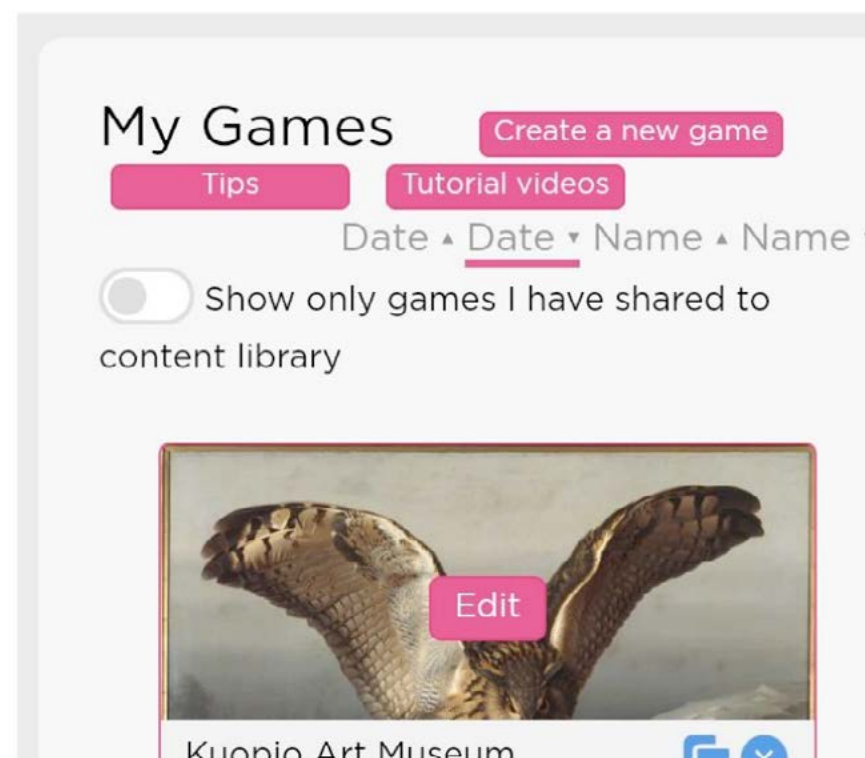 My Games Create a new game
Tips Tutorial videos
Date ▴ Date ▾ Name ▴ Name
Show only games I have shared to
content library
Edit
Kuopio Art Museum